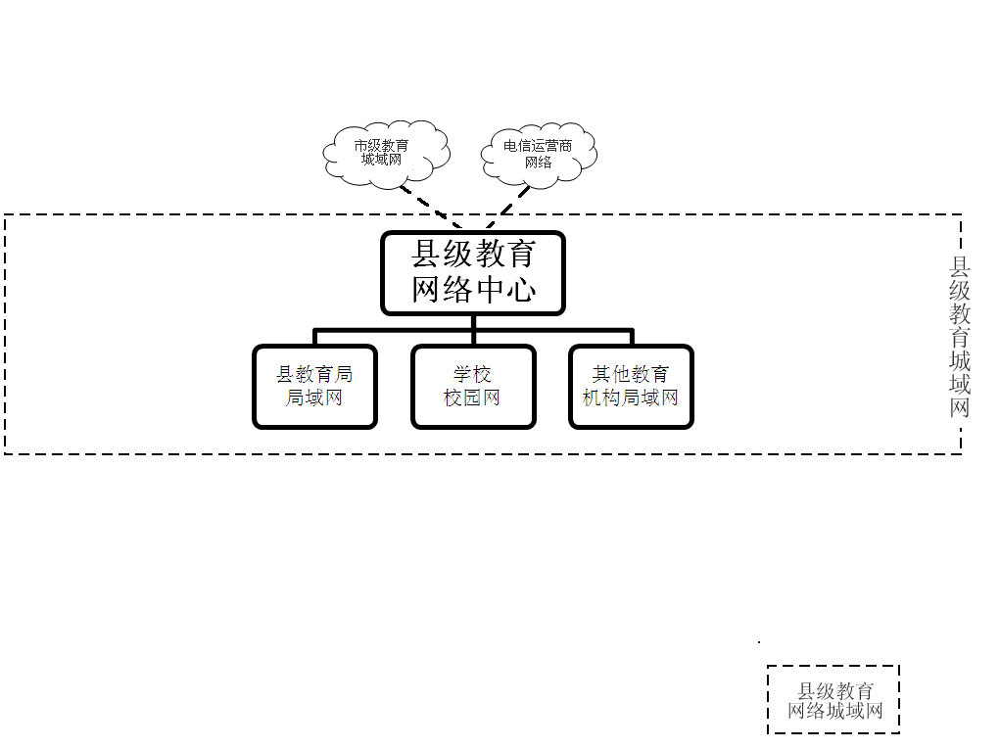 市级教育
城域网
电信运营商
网络
县级教育
网络中心
县级教育城域网
县教育局
局域网
学校
校园网
其他教育
机构局域网
县级教育
网络城域网